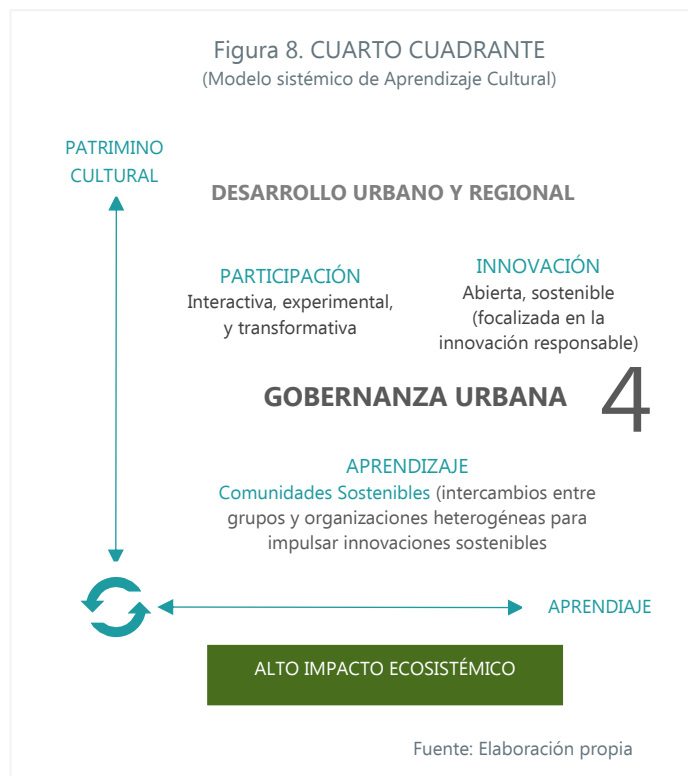 Figura 8. CUARTO CUADRANTE
(Modelo sistémico de Aprendizaje Cultural)
PATRIMINO
CULTURAL
DESARROLLO URBANO Y REGIONAL
PARTICIPACIÓN
Interactiva, experimental,
y transformativa
INNOVACIÓN
Abierta, sostenible
(focalizada en la
innovación responsable)
GOBERNANZA URBANA
4
APRENDIZAJE
Comunidades Sostenibles (intercambios entre
grupos y organizaciones heterogéneas para
impulsar innovaciones sostenibles
APRENDIAJE
ALTO IMPACTO ECOSISTÉMICO
Fuente: Elaboración propia